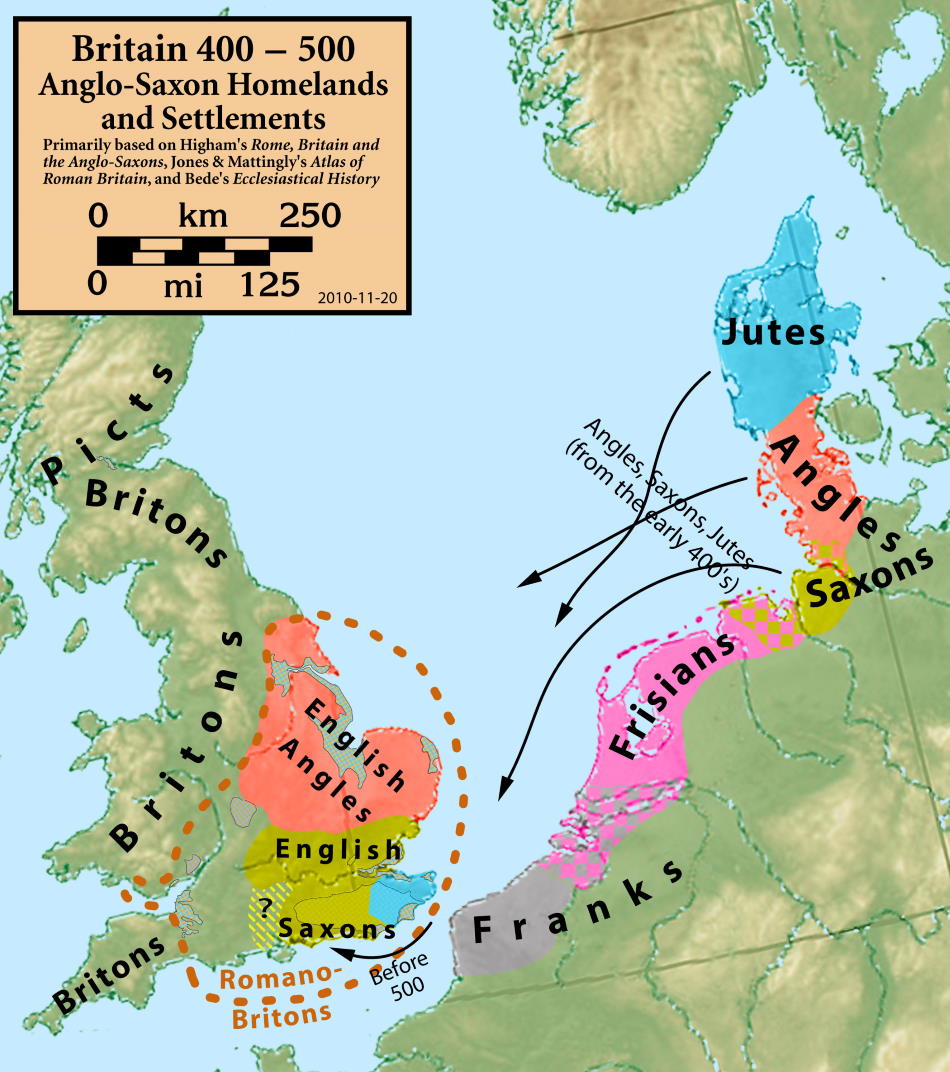 Britain 400 – 500
Anglo-Saxon Homelands
and Settlements
Primarily based on Higham's Rome, Britain and
the Anglo-Saxons, Jones & Mattingly's Atlas of
Roman Britain, and Bede's Ecclesiastical History
0 km 250
0 mi 125
2010-11-20
Jutes
Picts
Angles, Saxons, Jutes
(from the early 400's)
Angles
Britons
Saxons
Britons
Frisians
English
Angles
Britons
English
?
Saxons
Franks
Britons
Before
500
Romano-
Britons